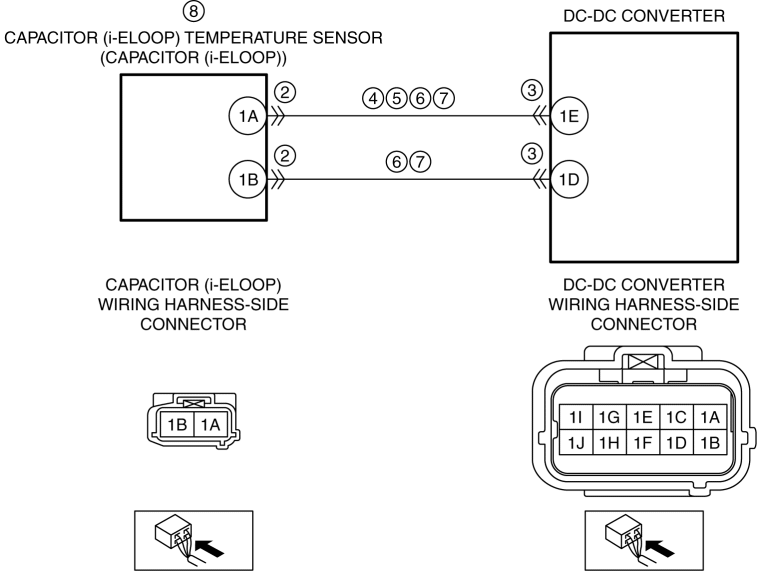 ⑧
CAPACITOR (i-ELOOP) TEMPERATURE SENSOR
(CAPACITOR (i-ELOOP))
DC-DC CONVERTER
1A ② ④⑤⑥⑦ ③ 1E
1B ② ⑥⑦ ③ 1D
CAPACITOR (i-ELOOP)
WIRING HARNESS-SIDE
CONNECTOR
DC-DC CONVERTER
WIRING HARNESS-SIDE
CONNECTOR
1B 1A
1I 1G 1E 1C 1A
1J 1H 1F 1D 1B